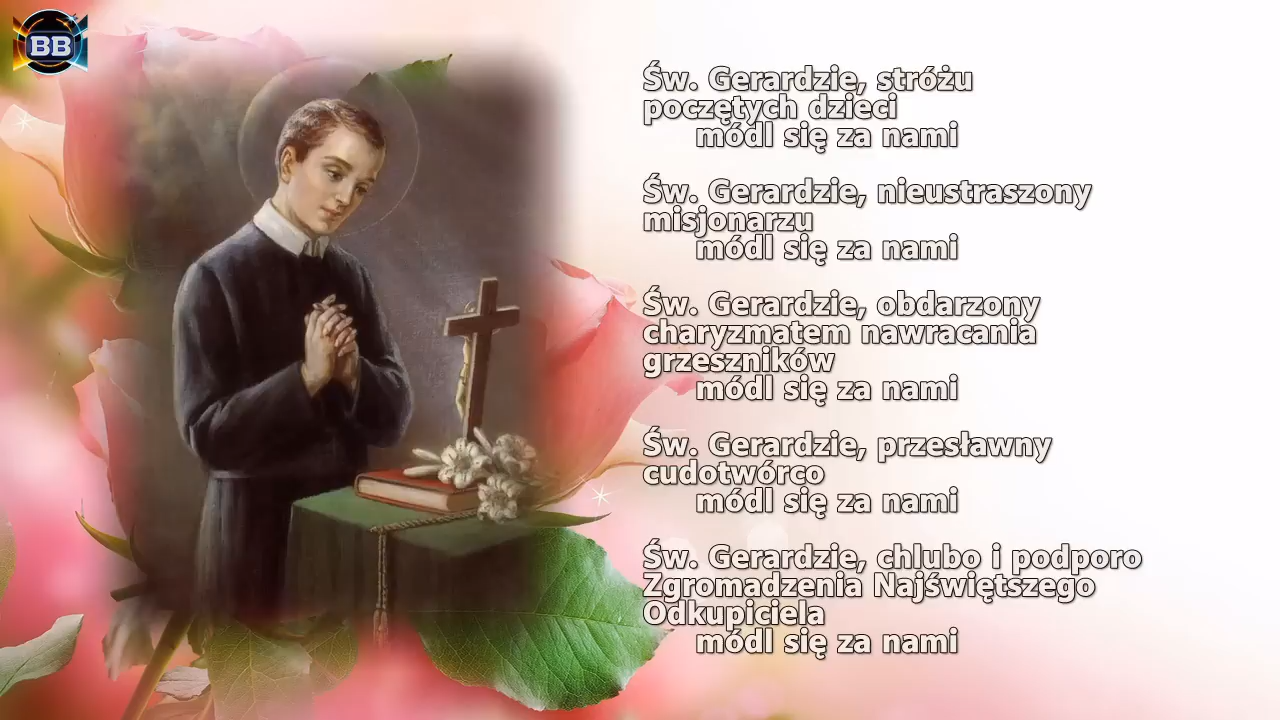 BB
Św. Gerardzie, stróżu
poczętych dzieci
módl się za nami
Św. Gerardzie, nieustraszony
misjonarzu
módl się za nami
Św. Gerardzie, obdarzony
charyzmatem nawracania
grzeszników
módl się za nami
Św. Gerardzie, przesławny
cudotwórco
módl się za nami
Św. Gerardzie, chlubo i podporo
Zgromadzenia Najświętszego
Odkupiciela
módl się za nami